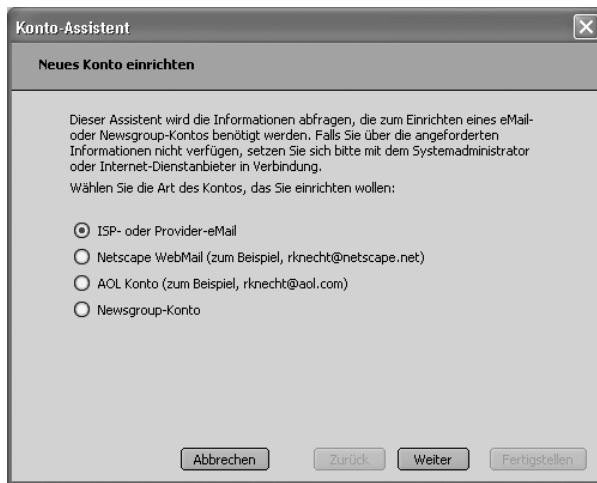 Konto-Assistent
Neues Konto einrichten
Dieser Assistent wird die Informationen abfragen, die zum Einrichten eines eMail-
oder Newsgroup-Kontos benötigt werden. Falls Sie über die angeforderten
Informationen nicht verfügen, setzen Sie sich bitte mit dem Systemadministrator
oder Internet-Dienstanbieter in Verbindung.
Wählen Sie die Art des Kontos, das Sie einrichten wollen:
ISP- oder Provider-eMail
Netscape WebMail (zum Beispiel, rknecht@netscape.net)
AOL Konto (zum Beispiel, rknecht@aol.com)
Newsgroup-Konto
Abbrechen Zurück Weiter Fertigstellen